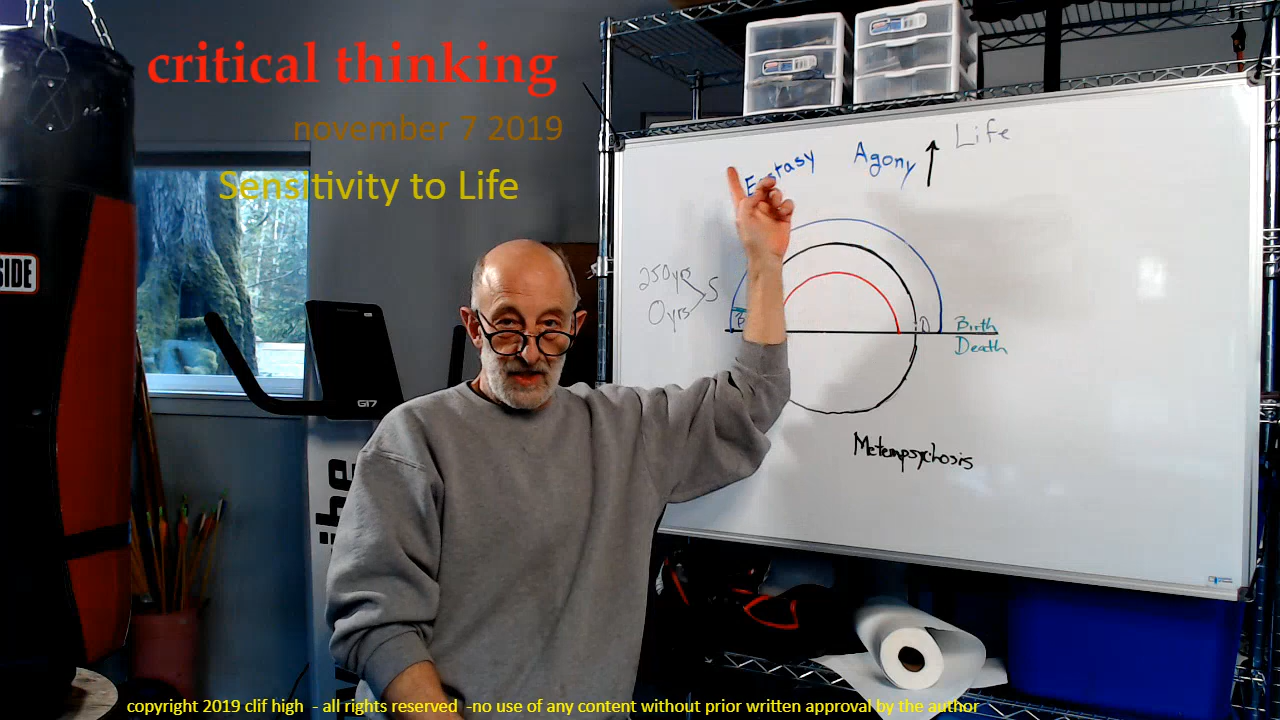 critical thinking
november 7 2019
Sensitivity to Life
SIDE
G17
Ecstasy Agony Life
250yrs
0yrs
S
B
D
Birth
Death
Metempsychosis
copyright 2019 clif high - all rights reserved -no use of any content without prior written approval by the author